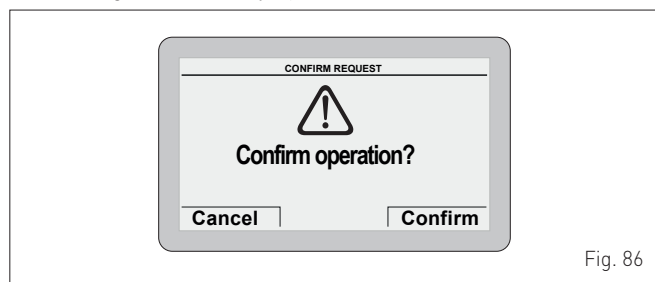 CONFIRM REQUEST
Confirm operation?
Cancel
Confirm
Fig. 86